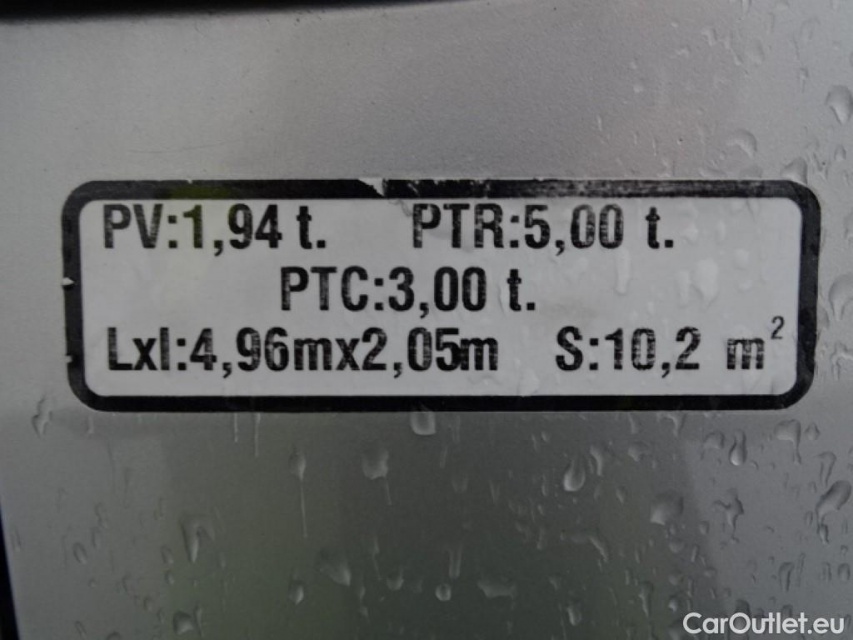 PV:1,94 t. PTR:5,00 t.
PTC:3,00 t.
Lxl:4,96mx2,05m S:10,2 m²
CarOutlet.eu